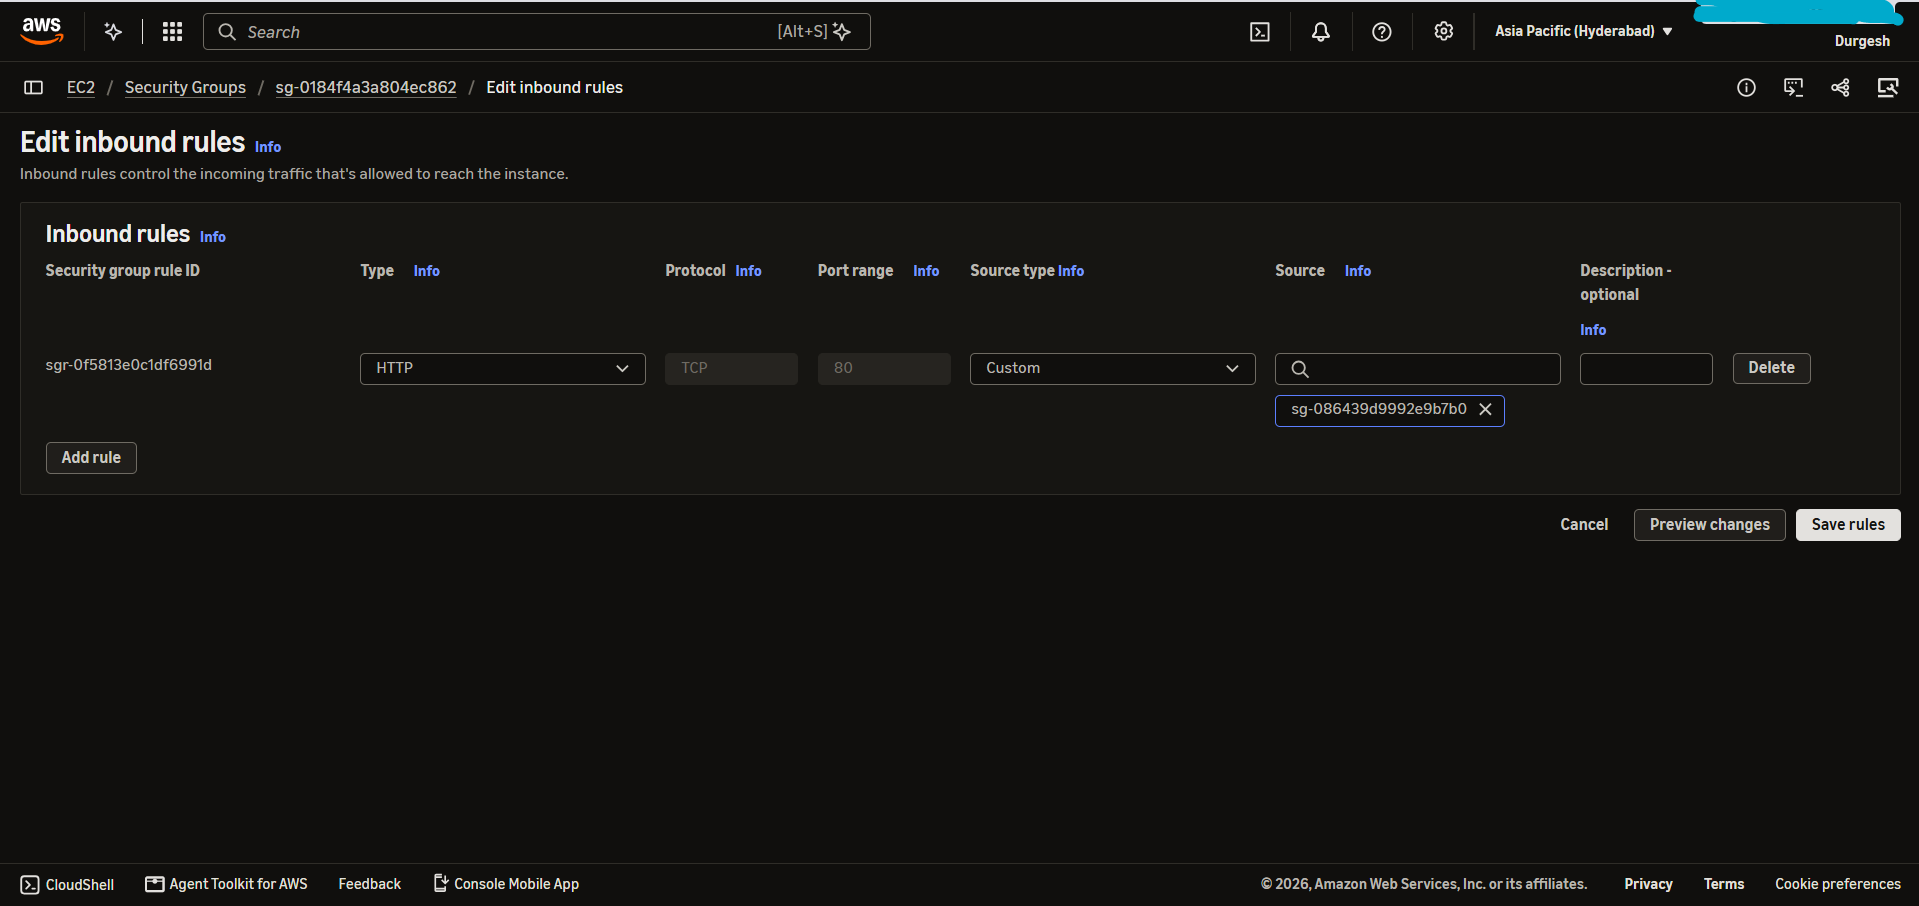 aws
Search [Alt+S]
Asia Pacific (Hyderabad)
Durgesh
EC2 / Security Groups / sg-0184f4a3a804ec862 / Edit inbound rules
Edit inbound rules Info
Inbound rules control the incoming traffic that's allowed to reach the instance.
Inbound rules Info
Security group rule ID Type Info Protocol Info Port range Info Source type Info Source Info Description -
optional
Info
sgr-0f5813e0c1df6991d HTTP TCP 80 Custom Delete
sg-086439d9992e9b7b0
Add rule
Cancel Preview changes Save rules
CloudShell Agent Toolkit for AWS Feedback Console Mobile App © 2026, Amazon Web Services, Inc. or its affiliates. Privacy Terms Cookie preferences